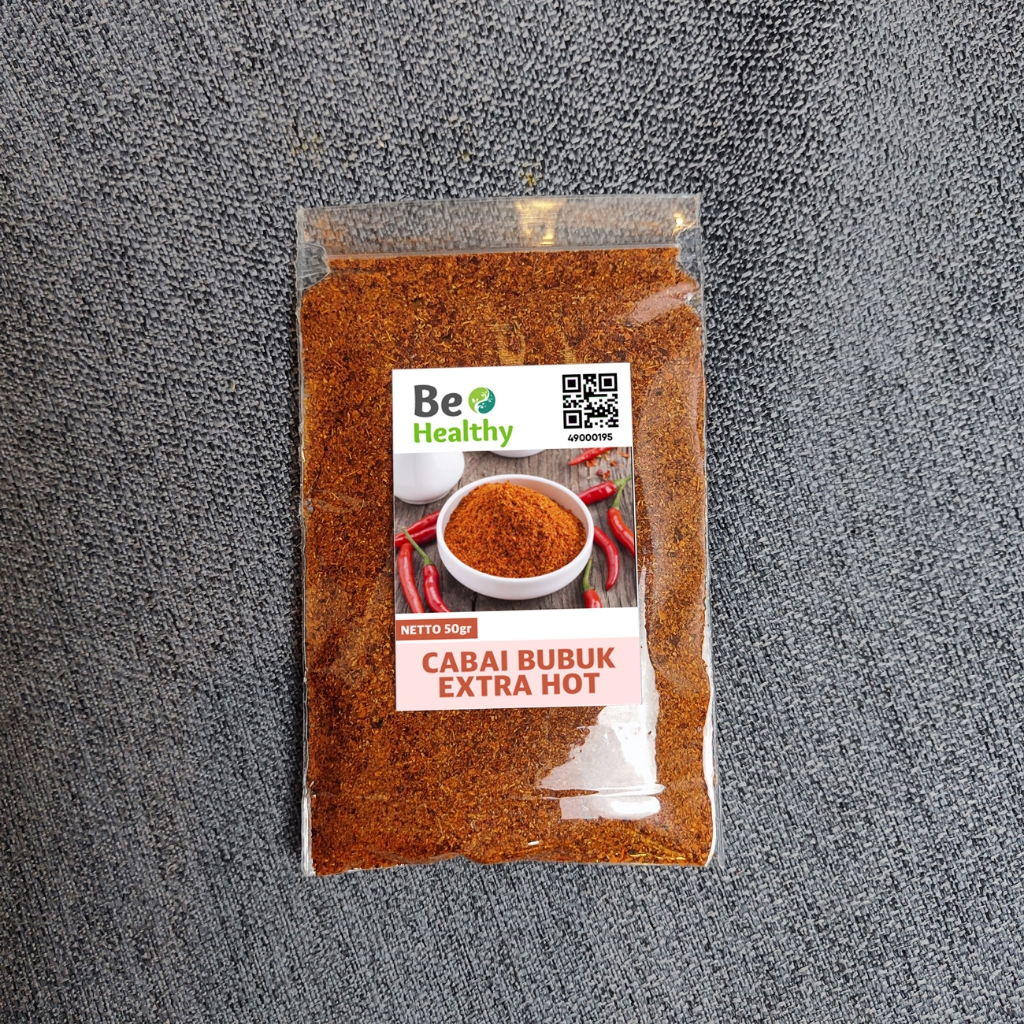 Be
Healthy
49000195
NETTO 50gr
CABAI BUBUK
EXTRA HOT